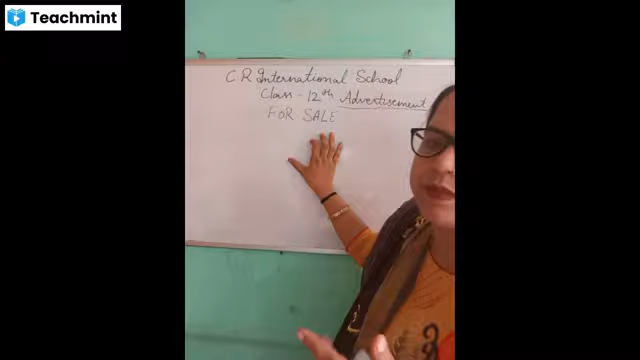 Teachmint
C.R International School
Class - 12th Advertisement
FOR SALE